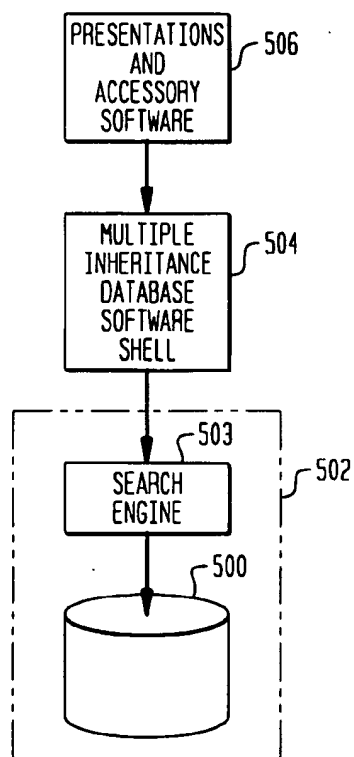 PRESENTATIONS
AND
ACCESSORY
SOFTWARE
506
MULTIPLE
INHERITANCE
DATABASE
SOFTWARE
SHELL
504
503
SEARCH
ENGINE
502
500